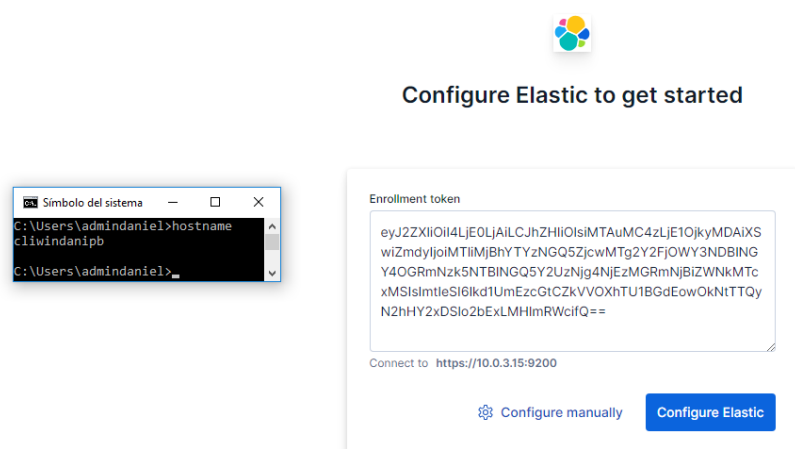 Configure Elastic to get started
Símbolo del sistema
C:\Users\admindaniel>hostname
cliwindanipb
C:\Users\admindaniel>
Enrollment token
eyJ2ZXIiOiI4LjE0LjAiLCJhZHIiOlsiMTAuMC4zLjE1OjkyMDAiXS
wiZmdyIjoiMTliMjBhYTYzNGQ5ZjcwMTg2Y2FjOWY3NDBlNG
Y4OGRmNzk5NTBlNGQ5Y2UzNjg4NjEzMGRmNjBiZWNkMTc
xMSIsImtleSI6Ikd1UmEzcGtCZkVVOXhTU1BGdEowOkNtTTQy
N2hHY2xDSlo2bExLMHlmRWcifQ==
Connect to https://10.0.3.15:9200
Configure manually
Configure Elastic